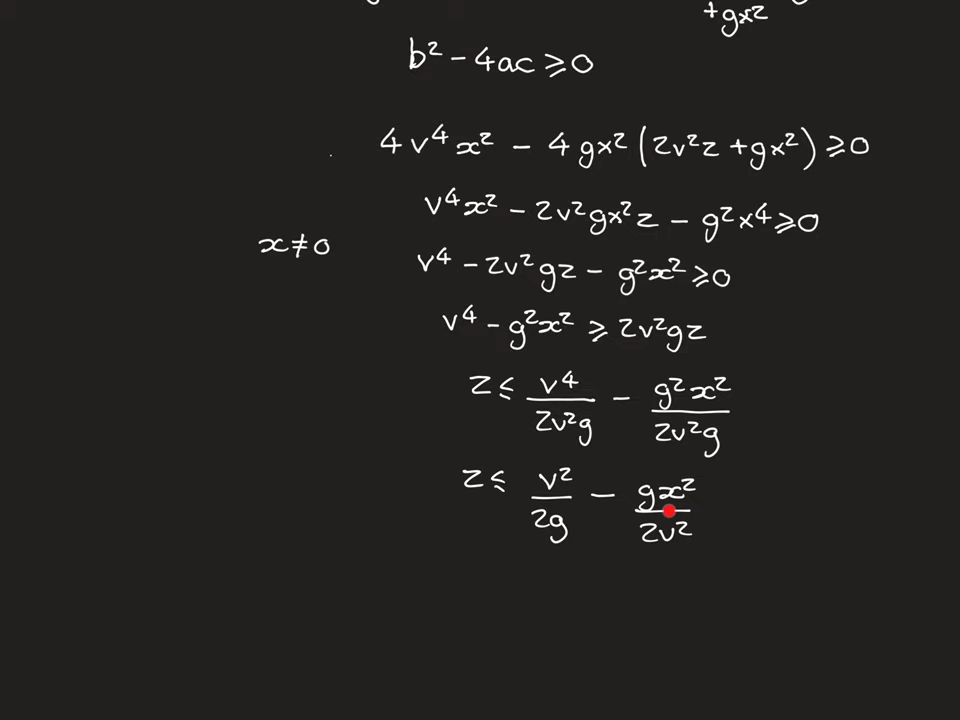 +gx²
b² - 4ac ⩾ 0
4v⁴x² - 4gx²(2v²z + gx²) ⩾ 0
v⁴x² - 2v²gx²z - g²x⁴ ⩾ 0
x ≠ 0
v⁴ - 2v²gz - g²x² ⩾ 0
v⁴ - g²x² ⩾ 2v²gz
z ⩽ v⁴/2v²g - g²x²/2v²g
z ⩽ v²/2g - gx²/2v²